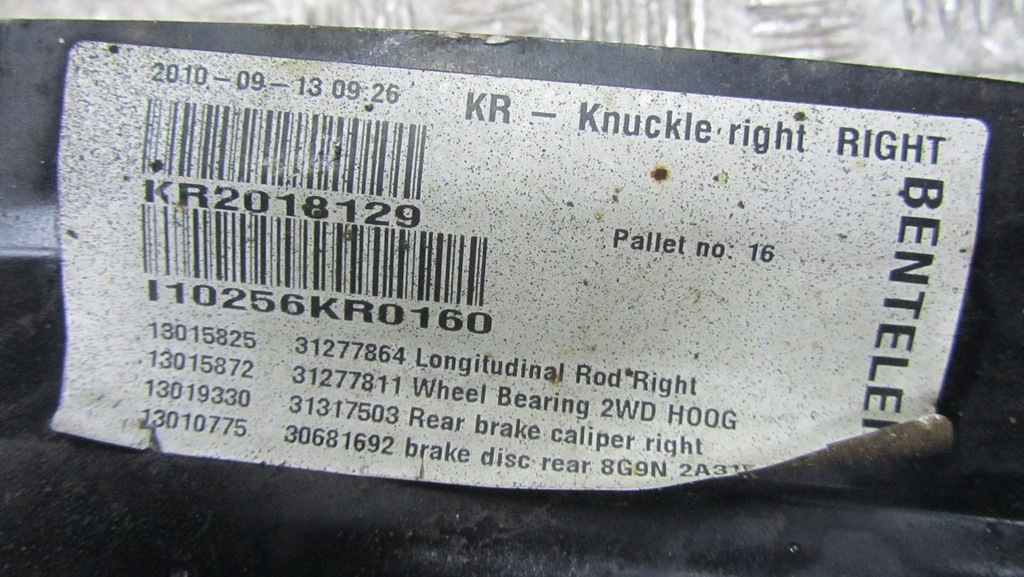 2010-09-13 09:26
KR - Knuckle right RIGHT
KR2018129
Pallet no: 16
I10256KR0160
13015825 31277864 Longitudinal Rod Right
13015872 31277811 Wheel Bearing 2WD HOOG
13019330 31317503 Rear brake caliper right
13010775 30681692 brake disc rear 8G9N
BENTELER